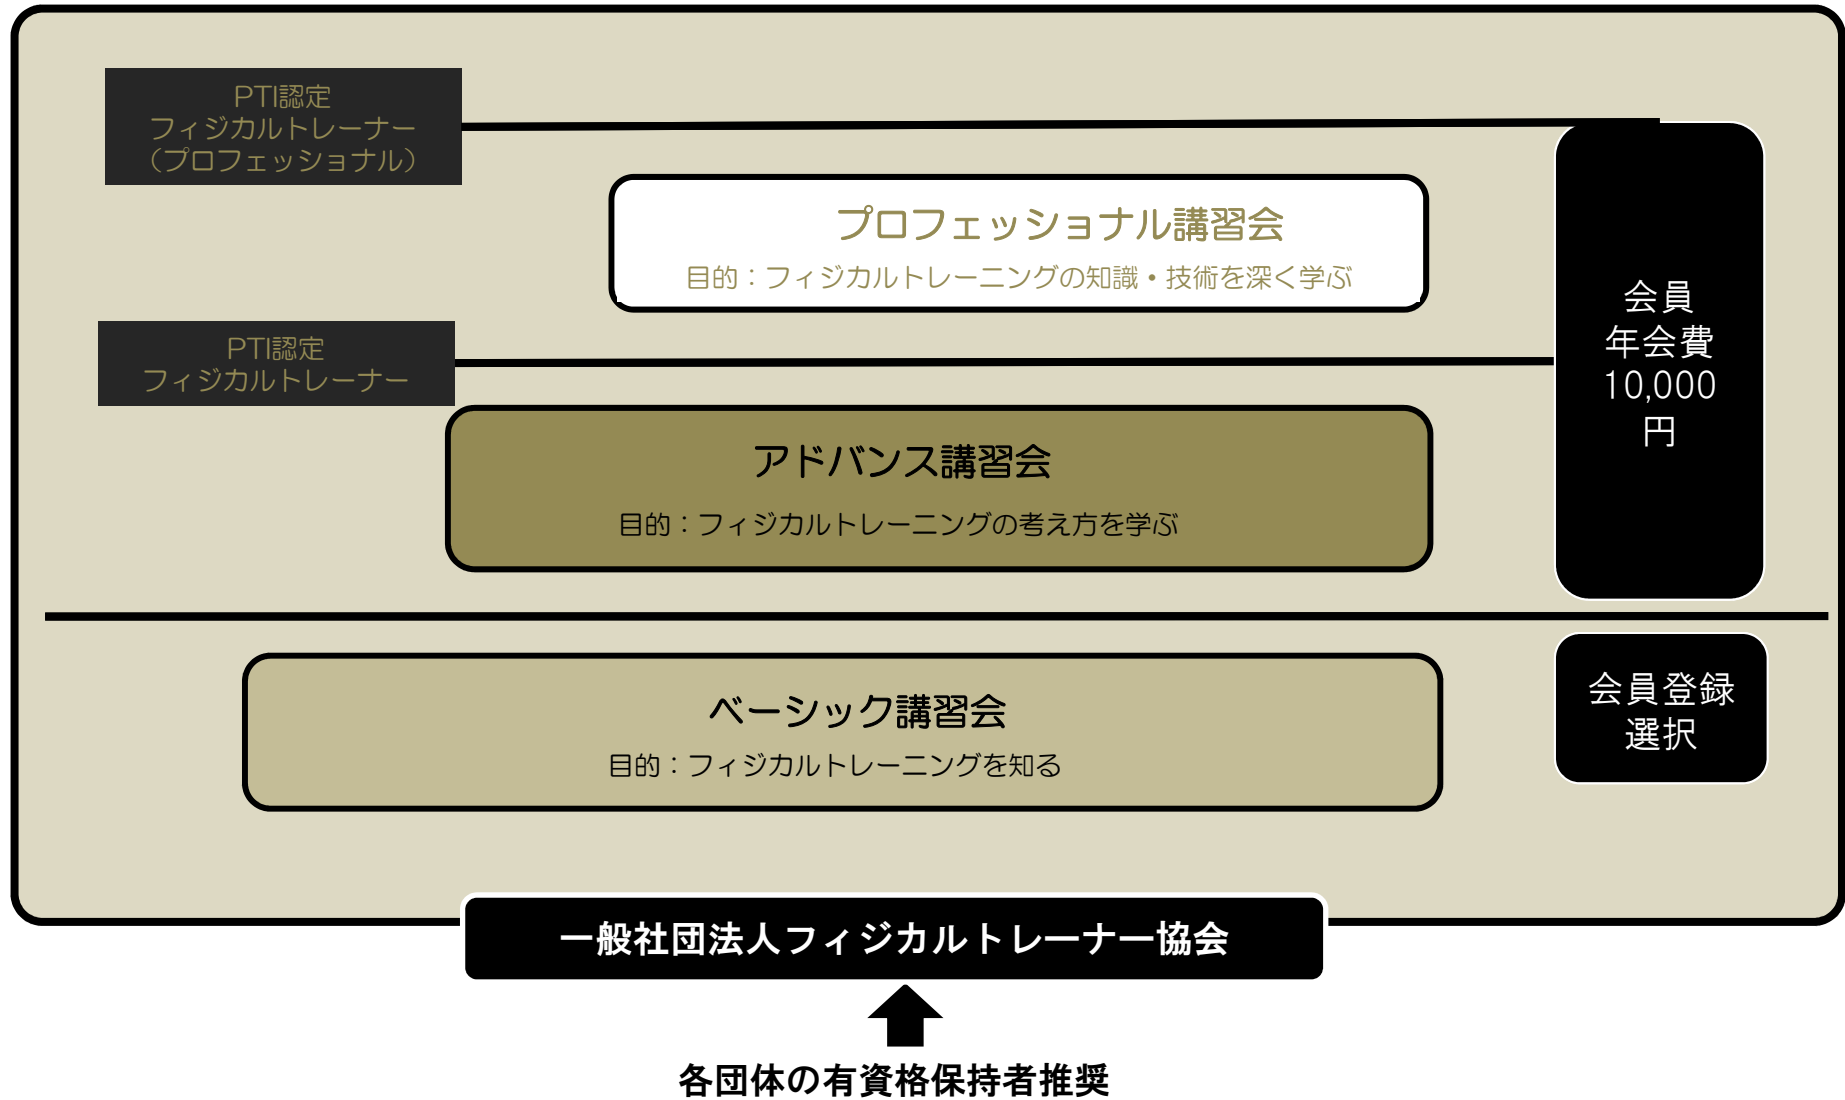 PTI認定
フィジカルトレーナー
（プロフェッショナル）
プロフェッショナル講習会
目的：フィジカルトレーニングの知識・技術を深く学ぶ
会員
年会費
10,000
円
PTI認定
フィジカルトレーナー
アドバンス講習会
目的：フィジカルトレーニングの考え方を学ぶ
ベーシック講習会
目的：フィジカルトレーニングを知る
会員登録
選択
一般社団法人フィジカルトレーナー協会
各団体の有資格保持者推奨